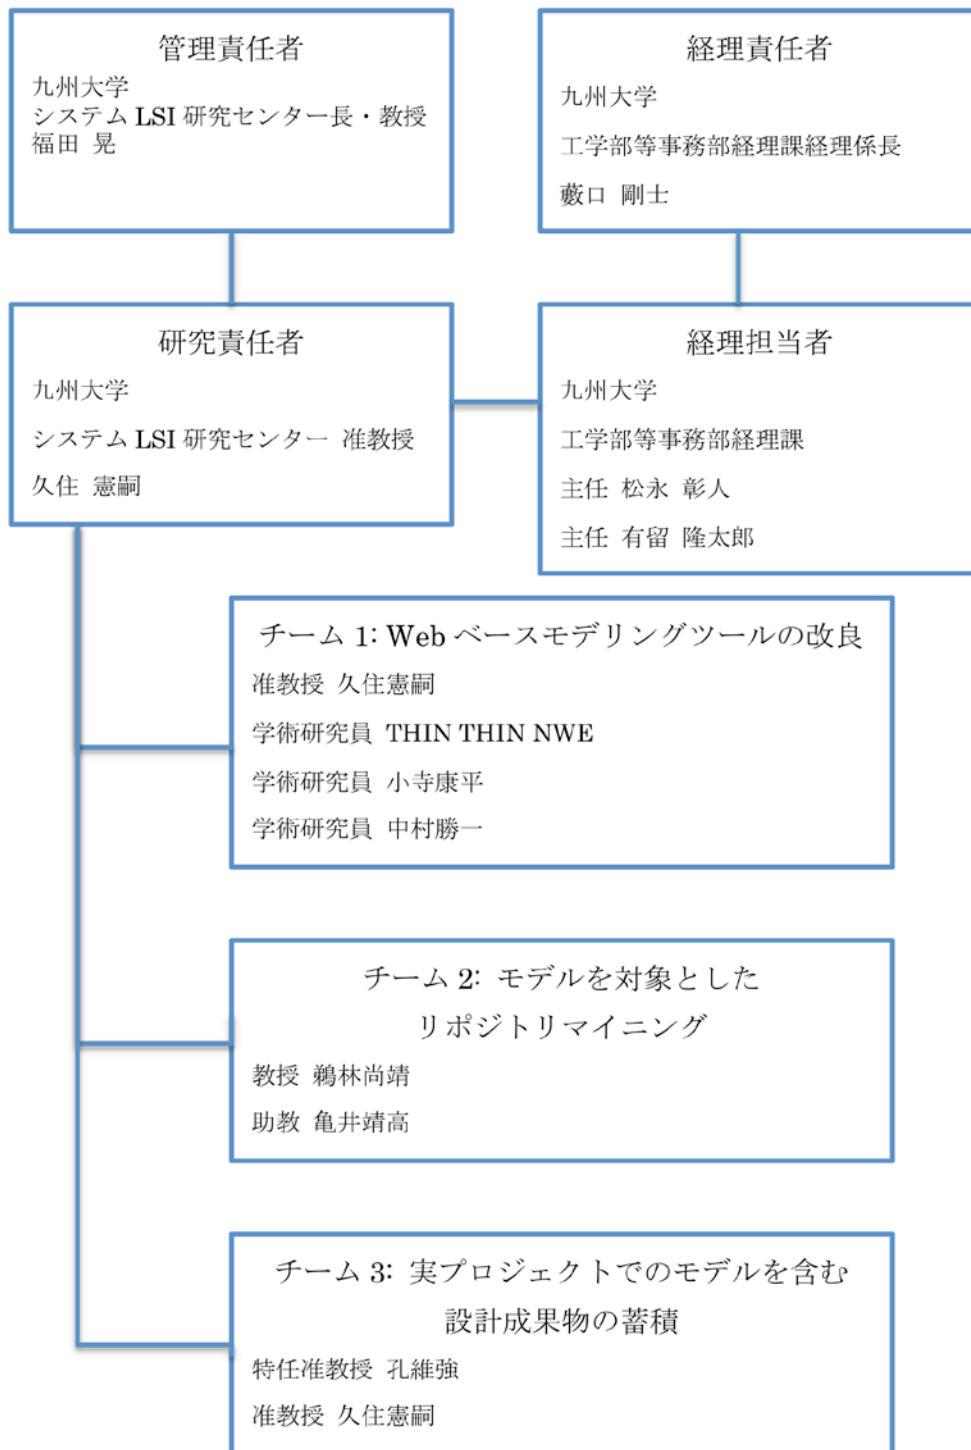 管理責任者
九州大学
システム LSI 研究センター長・教授
福田 晃
経理責任者
九州大学
工学部等事務部経理課経理係長
藪口 剛士
研究責任者
九州大学
システム LSI 研究センター 准教授
久住 憲嗣
経理担当者
九州大学
工学部等事務部経理課
主任 松永 彰人
主任 有留 隆太郎
チーム 1: Web ベースモデリングツールの改良
准教授 久住憲嗣
学術研究員 THIN THIN NWE
学術研究員 小寺康平
学術研究員 中村勝一
チーム 2: モデルを対象とした
リポジトリマイニング
教授 鵜林尚靖
助教 亀井靖高
チーム 3: 実プロジェクトでのモデルを含む
設計成果物の蓄積
特任准教授 孔維強
准教授 久住憲嗣